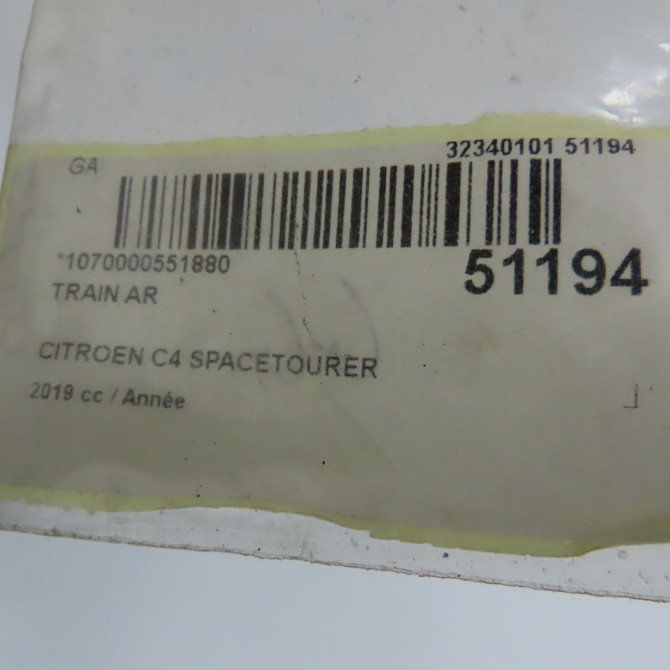 GA
32340101 51194
*1070000551880
51194
TRAIN AR
CITROEN C4 SPACETOURER
2019 cc / Année